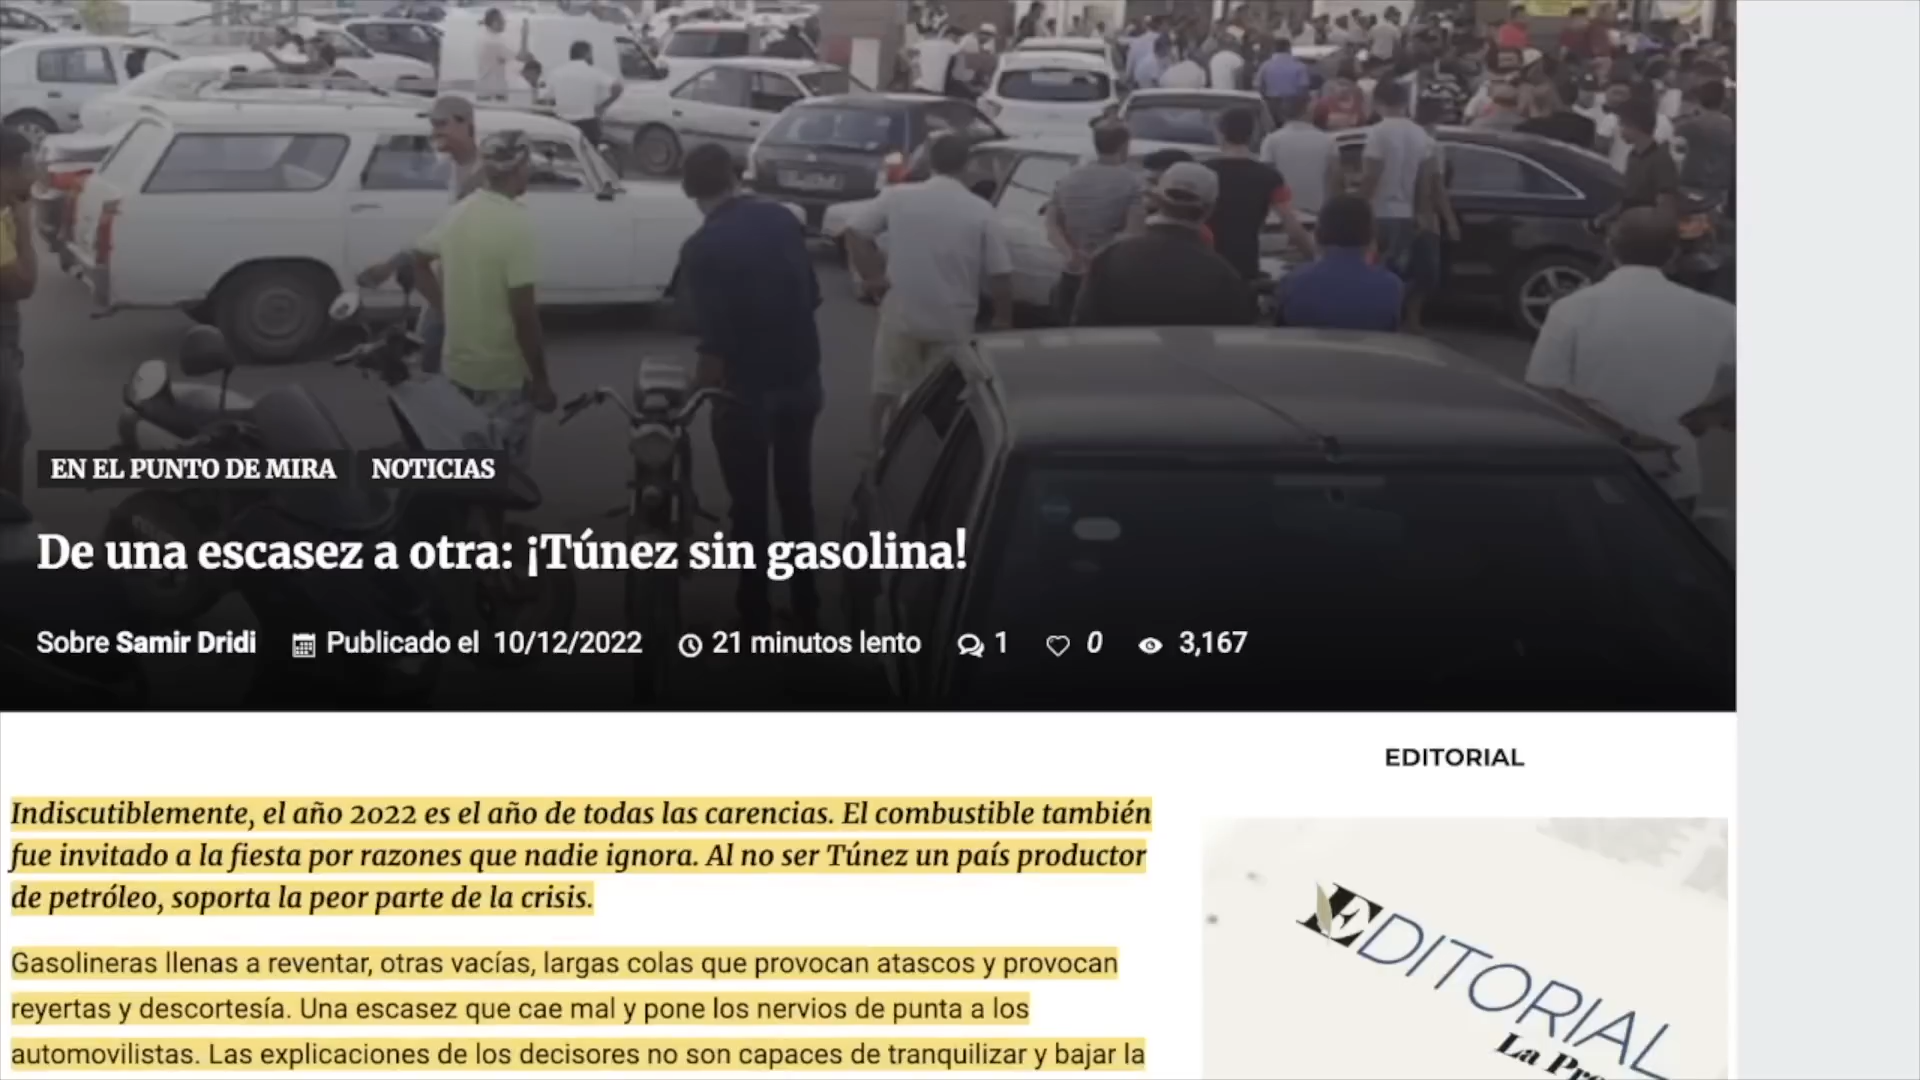 EN EL PUNTO DE MIRA NOTICIAS
De una escasez a otra: ¡Túnez sin gasolina!
Sobre Samir Dridi Publicado el 10/12/2022 21 minutos lento 1 0 3,167
EDITORIAL
Indiscutiblemente, el año 2022 es el año de todas las carencias. El combustible también
fue invitado a la fiesta por razones que nadie ignora. Al no ser Túnez un país productor
de petróleo, soporta la peor parte de la crisis.
Gasolineras llenas a reventar, otras vacías, largas colas que provocan atascos y provocan
reyertas y descortesía. Una escasez que cae mal y pone los nervios de punta a los
automovilistas. Las explicaciones de los decisores no son capaces de tranquilizar y bajar la
EDITORIAL
La